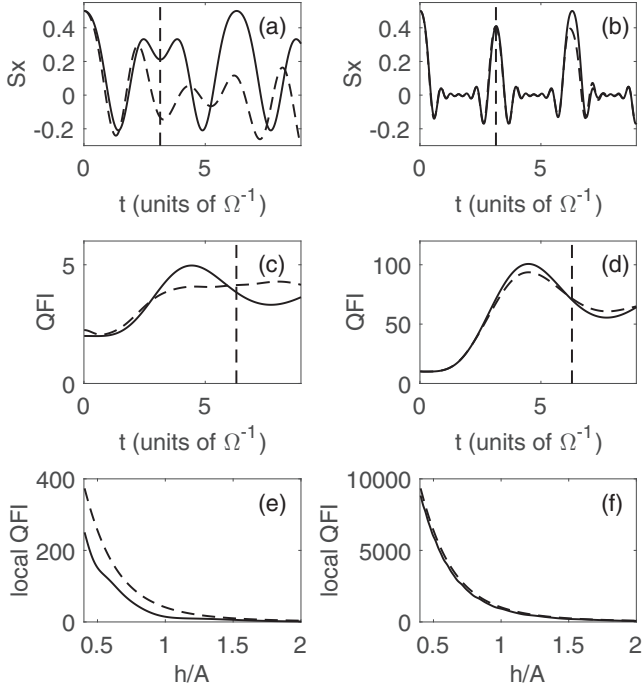 (a)
Sx
0.4
0.2
0
-0.2
0
5
t (units of Ω⁻¹)
(b)
Sx
0.4
0.2
0
-0.2
0
5
t (units of Ω⁻¹)
(c)
QFI
5
0
0
5
t (units of Ω⁻¹)
(d)
QFI
100
50
0
0
5
t (units of Ω⁻¹)
(e)
local QFI
400
200
0
0.5
1
1.5
2
h/A
(f)
local QFI
10000
5000
0
0.5
1
1.5
2
h/A